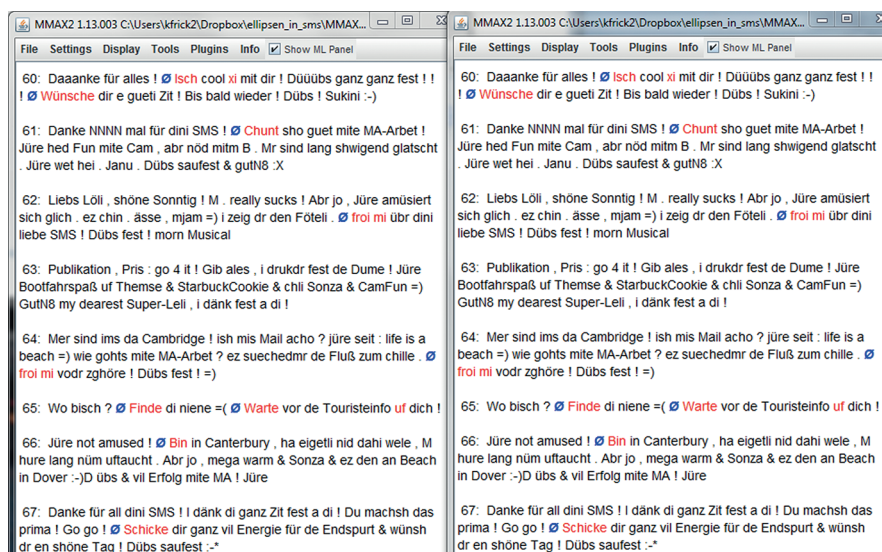 MMAX2 1.13.003 C:\Users\kfrick2\Dropbox\ellipsen_in_sms\MMAX...
File Settings Display Tools Plugins Info Show ML Panel
60: Daaanke für alles ! Ø Isch cool xi mit dir ! Düüübs ganz ganz fest ! !
! Ø Wünsche dir e gueti Zit ! Bis bald wieder ! Dübs ! Sukini :-)
61: Danke NNNN mal für dini SMS ! Ø Chunt sho guet mite MA-Arbet !
Jüre hed Fun mite Cam , abr nöd mitm B . Mr sind lang shwigend glatscht
. Jüre wet hei . Janu . Dübs saufest & gutN8 :X
62: Liebs Löli , shöne Sonntig ! M . really sucks ! Abr jo , Jüre amüsiert
sich glich . ez chin . ässe , mjam =) i zeig dr den Föteli . Ø froi mi übr dini
liebe SMS ! Dübs fest ! morn Musical
63: Publikation , Pris : go 4 it ! Gib ales , i drukdr fest de Dume ! Jüre
Bootfahrspaß uf Themse & StarbuckCookie & chli Sonza & CamFun =)
GutN8 my dearest Super-Leli , i dänk fest a di !
64: Mer sind ims da Cambridge ! ish mis Mail acho ? jüre seit : life is a
beach =) wie gohts mite MA-Arbet ? ez suechedmr de Fluß zum chille . Ø
froi mi vodr zghöre ! Dübs fest ! =)
65: Wo bisch ? Ø Finde di niene =( Ø Warte vor de Touristeinfo uf dich !
66: Jüre not amused ! Ø Bin in Canterbury , ha eigetli nid dahi wele , M
hure lang nüm uftaucht . Abr jo , mega warm & Sonza & ez den an Beach
in Dover :-)D übs & vil Erfolg mite MA ! Jüre
67: Danke für all dini SMS ! I dänk di ganz Zit fest a di ! Du machsh das
prima ! Go go ! Ø Schicke dir ganz vil Energie für de Endspurt & wünsh
dr en shöne Tag ! Dübs saufest :-*
MMAX2 1.13.003 C:\Users\kfrick2\Dropbox\ellipsen_in_sms\MMAX...
File Settings Display Tools Plugins Info Show ML Panel
60: Daaanke für alles ! Ø Isch cool xi mit dir ! Düüübs ganz ganz fest ! !
! Ø Wünsche dir e gueti Zit ! Bis bald wieder ! Dübs ! Sukini :-)
61: Danke NNNN mal für dini SMS ! Ø Chunt sho guet mite MA-Arbet !
Jüre hed Fun mite Cam , abr nöd mitm B . Mr sind lang shwigend glatscht
. Jüre wet hei . Janu . Dübs saufest & gutN8 :X
62: Liebs Löli , shöne Sonntig ! M . really sucks ! Abr jo , Jüre amüsiert
sich glich . ez chin . ässe , mjam =) i zeig dr den Föteli . Ø froi mi übr dini
liebe SMS ! Dübs fest ! morn Musical
63: Publikation , Pris : go 4 it ! Gib ales , i drukdr fest de Dume ! Jüre
Bootfahrspaß uf Themse & StarbuckCookie & chli Sonza & CamFun =)
GutN8 my dearest Super-Leli , i dänk fest a di !
64: Mer sind ims da Cambridge ! ish mis Mail acho ? jüre seit : life is a
beach =) wie gohts mite MA-Arbet ? ez suechedmr de Fluß zum chille . Ø
froi mi vodr zghöre ! Dübs fest ! =)
65: Wo bisch ? Ø Finde di niene =( Ø Warte vor de Touristeinfo uf dich !
66: Jüre not amused ! Ø Bin in Canterbury , ha eigetli nid dahi wele , M
hure lang nüm uftaucht . Abr jo , mega warm & Sonza & ez den an Beach
in Dover :-)D übs & vil Erfolg mite MA ! Jüre
67: Danke für all dini SMS ! I dänk di ganz Zit fest a di ! Du machsh das
prima ! Go go ! Ø Schicke dir ganz vil Energie für de Endspurt & wünsh
dr en shöne Tag ! Dübs saufest :-*